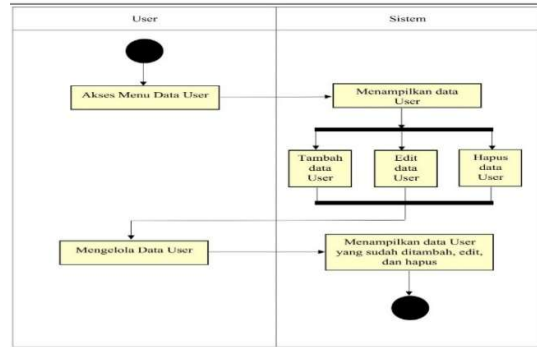 User
Sistem
Akses Menu Data User
Menampilkan data
User
Tambah
data
User
Edit
data
User
Hapus
data
User
Mengelola Data User
Menampilkan data User
yang sudah ditambah, edit,
dan hapus